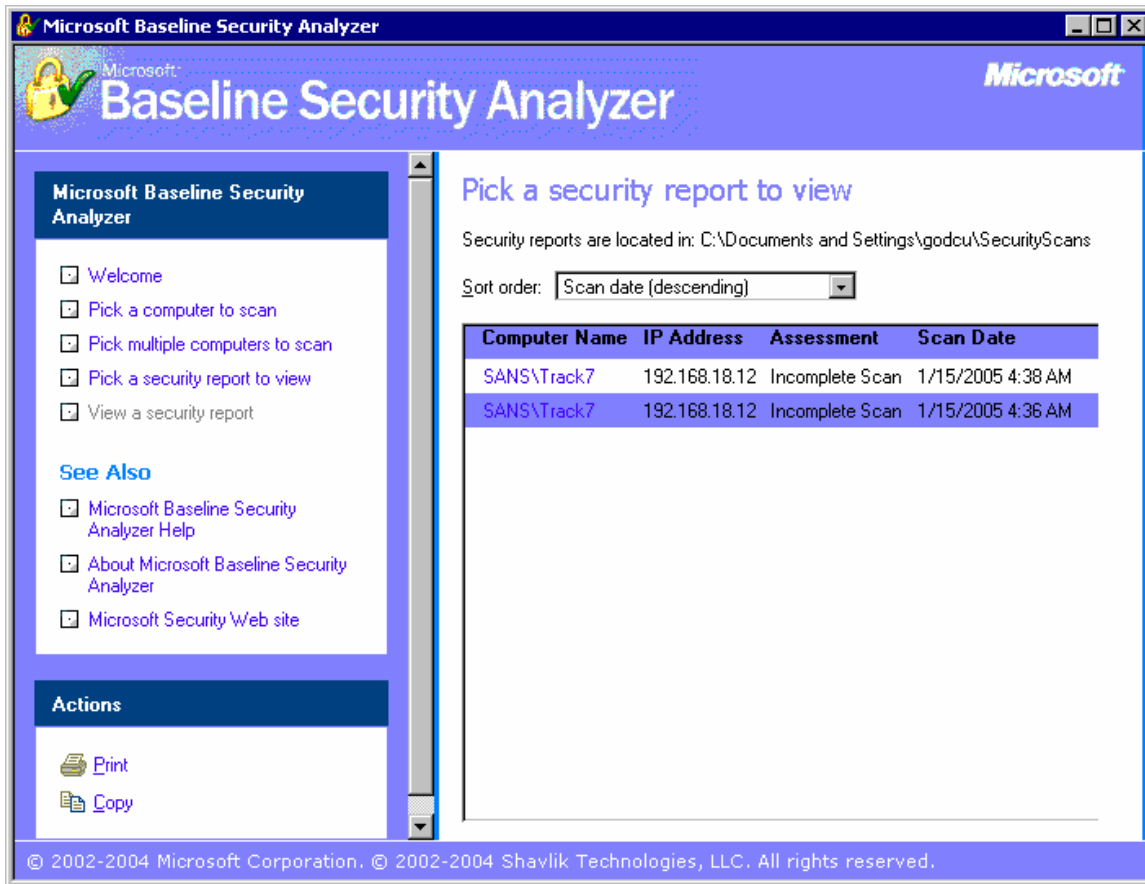 Microsoft Baseline Security Analyzer
Microsoft
Baseline Security Analyzer
Microsoft
Microsoft Baseline Security
Analyzer
Welcome
Pick a computer to scan
Pick multiple computers to scan
Pick a security report to view
View a security report
See Also
Microsoft Baseline Security
Analyzer Help
About Microsoft Baseline Security
Analyzer
Microsoft Security Web site
Actions
Print
Copy
Pick a security report to view
Security reports are located in: C:\Documents and Settings\godcu\SecurityScans
Sort order: Scan date (descending)
Computer Name IP Address Assessment Scan Date
SANS\Track7 192.168.18.12 Incomplete Scan 1/15/2005 4:38 AM
SANS\Track7 192.168.18.12 Incomplete Scan 1/15/2005 4:36 AM
© 2002-2004 Microsoft Corporation. © 2002-2004 Shavlik Technologies, LLC. All rights reserved.